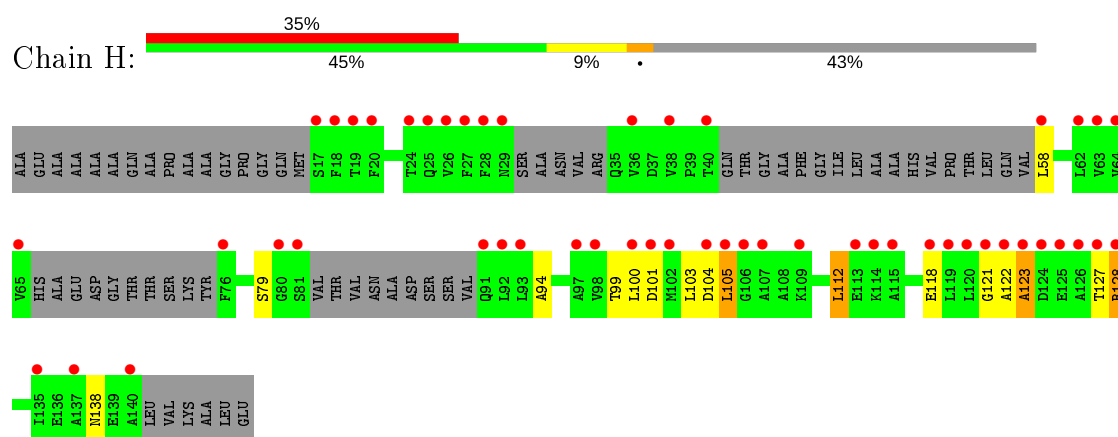 35%
Chain H:
45% 9% • 43%
ALA GLU ALA ALA ALA ALA ALA GLN ALA PRO ALA ALA GLY PRO GLY GLN MET S17 F18 T19 F20 T24 Q25 V26 F27 F28 N29 SER ALA ASN VAL ARG Q35 V36 D37 V38 P39 T40 GLN THR GLY ALA PHE GLY ILE LEU ALA ALA HIS VAL PRO THR LEU GLN VAL L58 L62 V63 V64
V65 HIS ALA GLU ASP GLY THR THR SER LYS TYR F76 S79 G80 S81 VAL THR VAL ASN ALA ASP SER SER VAL Q91 L92 L93 A94 A97 V98 T99 L100 D101 M102 L103 D104 L105 G106 A107 A108 K109 L112 E113 K114 A115 E118 L119 L120 G121 A122 A123 D124 E125 A126 T127 R128
I135 E136 A137 N138 E139 A140 LEU VAL LYS ALA LEU GLU